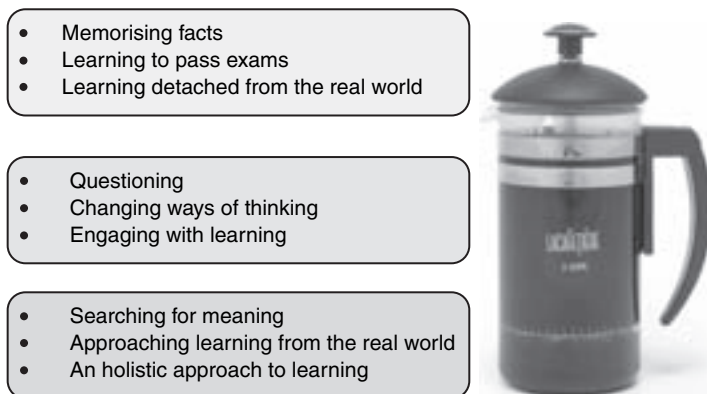 • Memorising facts
• Learning to pass exams
• Learning detached from the real world
• Questioning
• Changing ways of thinking
• Engaging with learning
• Searching for meaning
• Approaching learning from the real world
• An holistic approach to learning